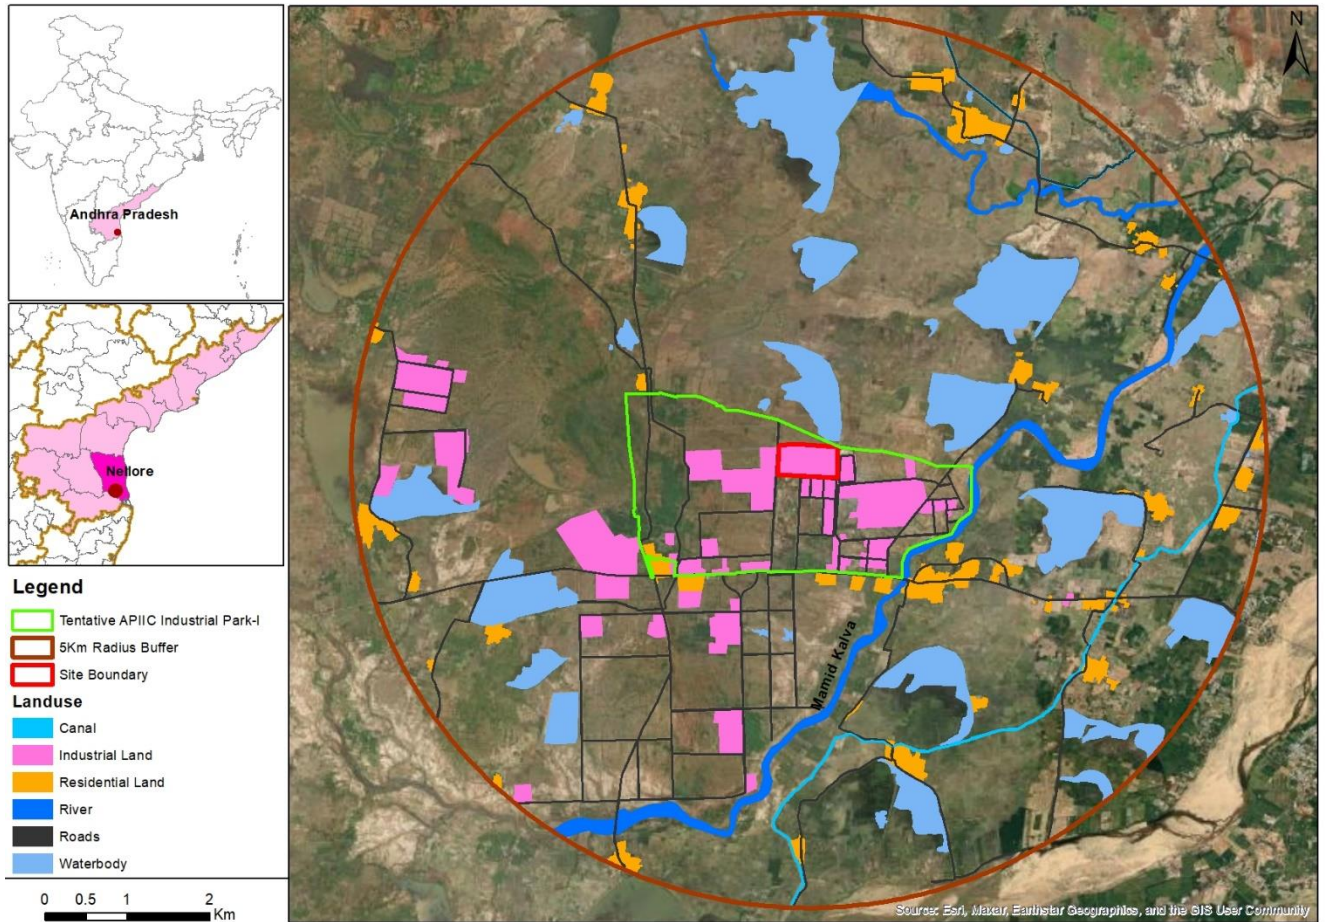 Andhra Pradesh
Nellore
Legend
Tentative APIIC Industrial Park-I
5Km Radius Buffer
Site Boundary
Landuse
Canal
Industrial Land
Residential Land
River
Roads
Waterbody
0 0.5 1 2
Km
N
Mamid Kalva
Source: Esri, Maxar, Earthstar Geographics, and the GIS User Community